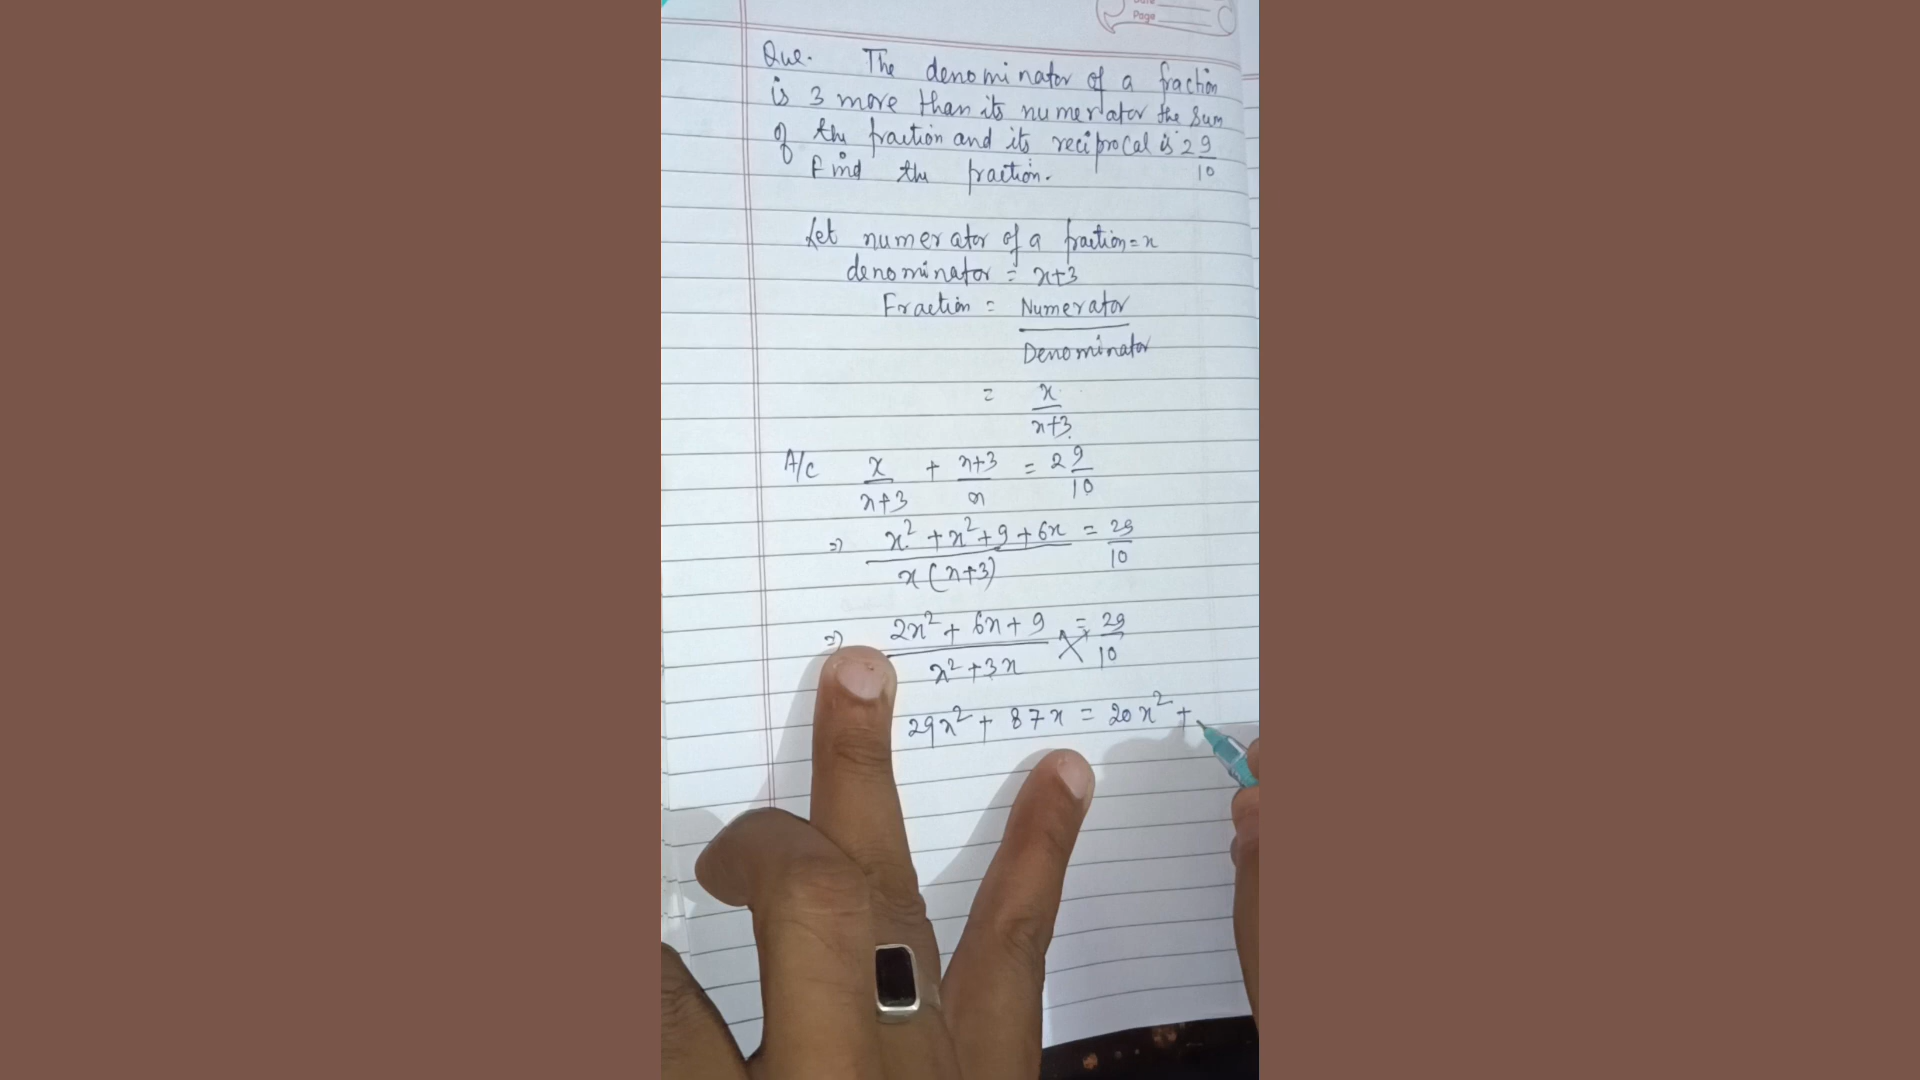 Page
Que. The denominator of a fraction
is 3 more than its numerator the sum
of the fraction and its reciprocal is 2 9/10
Find the fraction.
Let numerator of a fraction = x
denominator = x+3
Fraction = Numerator
Denominator
= x
x+3
A/c x/x+3 + x+3/x = 2 9/10
⇒ x² + x² + 9 + 6x = 29
x(x+3) 10
⇒ 2x² + 6x + 9 = 29
x² + 3x 10
29x² + 87x = 20x² +